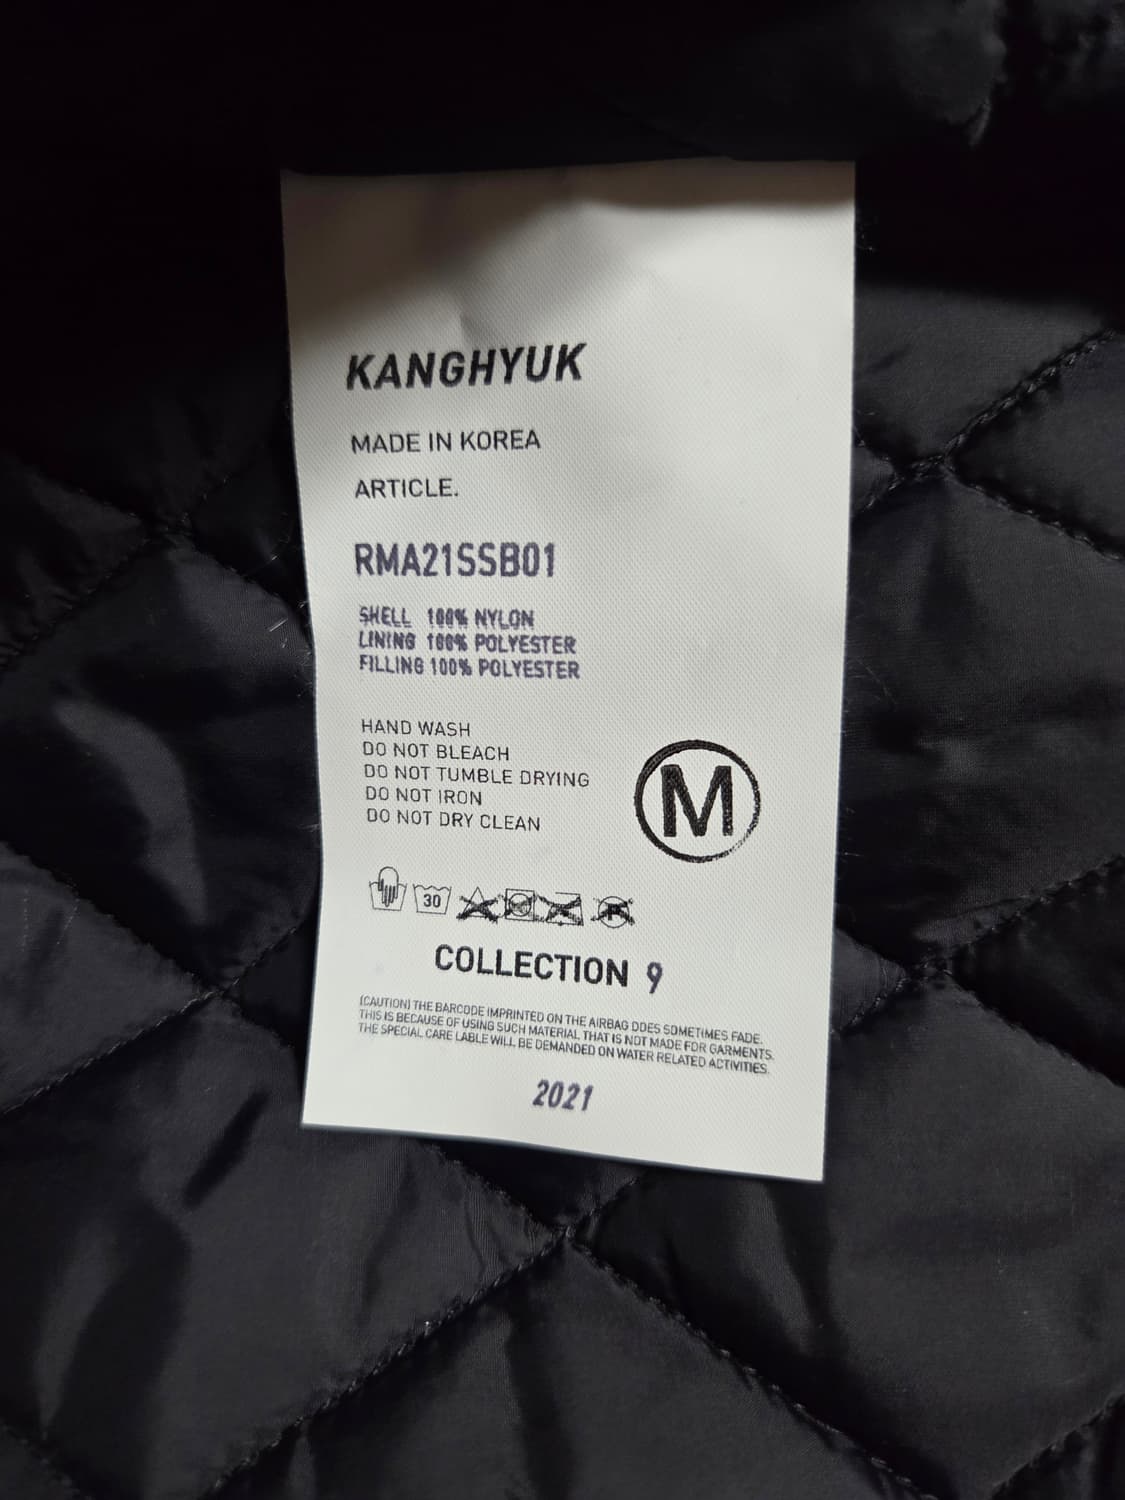 KANGHYUK
MADE IN KOREA
ARTICLE.
RMA21SSB01
SHELL 100% NYLON
LINING 100% POLYESTER
FILLING 100% POLYESTER
HAND WASH
DO NOT BLEACH
DO NOT TUMBLE DRYING
DO NOT IRON
DO NOT DRY CLEAN
M
30
COLLECTION 9
(CAUTION) THE BARCODE IMPRINTED ON THE AIRBAG DOES SOMETIMES FADE.
THIS IS BECAUSE OF USING SUCH MATERIAL THAT IS NOT MADE FOR GARMENTS.
THE SPECIAL CARE LABLE WILL BE DEMANDED ON WATER RELATED ACTIVITIES.
2021